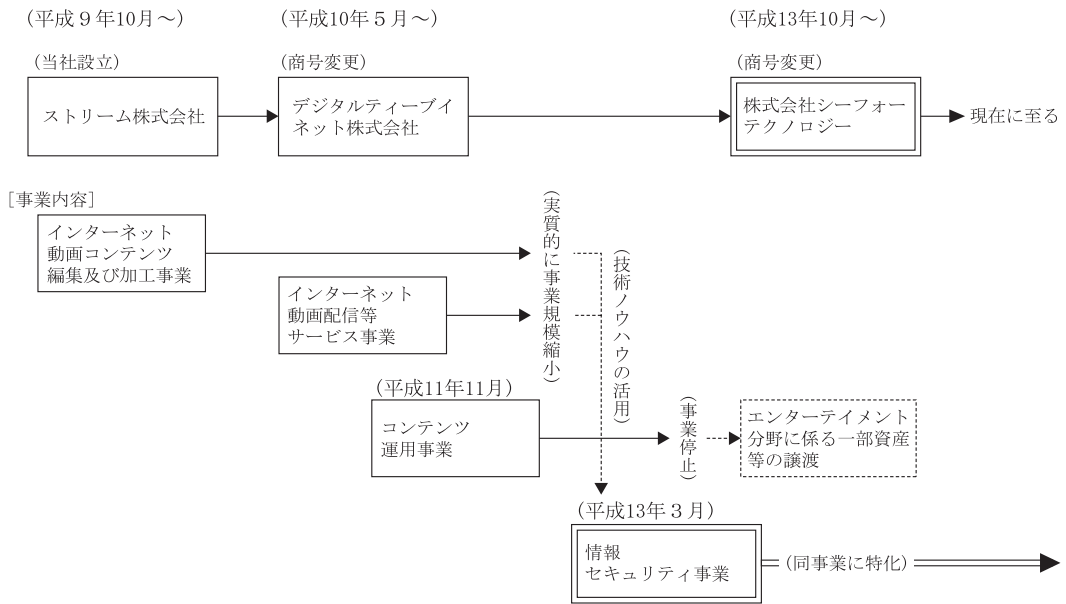 (平成９年10月～)
(平成10年５月～)
(平成13年10月～)
(当社設立)
(商号変更)
(商号変更)
ストリーム株式会社
デジタルティーブイ
ネット株式会社
株式会社シーフォー
テクノロジー
現在に至る
[事業内容]
インターネット
動画コンテンツ
編集及び加工事業
(実質的に事業規模縮小)
(技術ノウハウの活用)
インターネット
動画配信等
サービス事業
(平成11年11月)
コンテンツ
運用事業
(事業停止)
エンターテイメント
分野に係る一部資産
等の譲渡
(平成13年３月)
情報
セキュリティ事業
(同事業に特化)